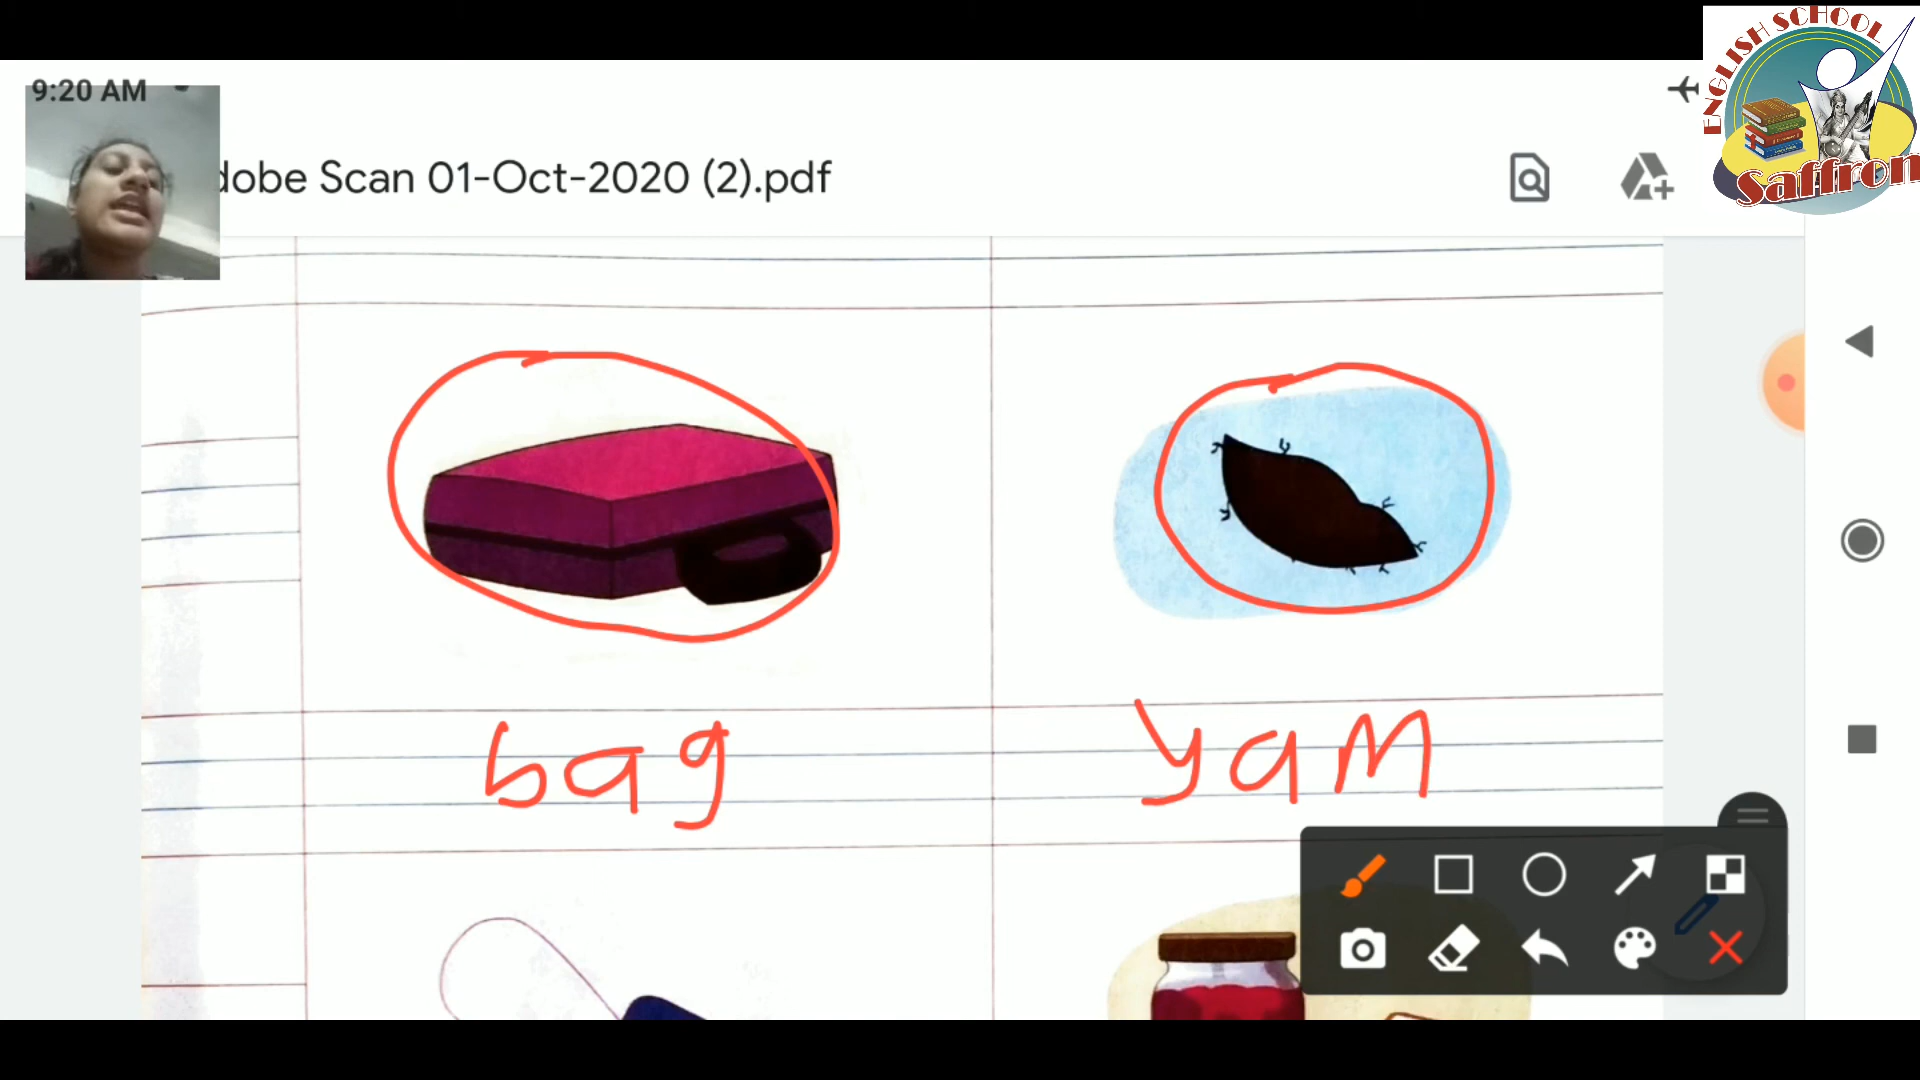 ENGLISH SCHOOL
Saffron
9:20 AM
dobe Scan 01-Oct-2020 (2).pdf
bag
yam